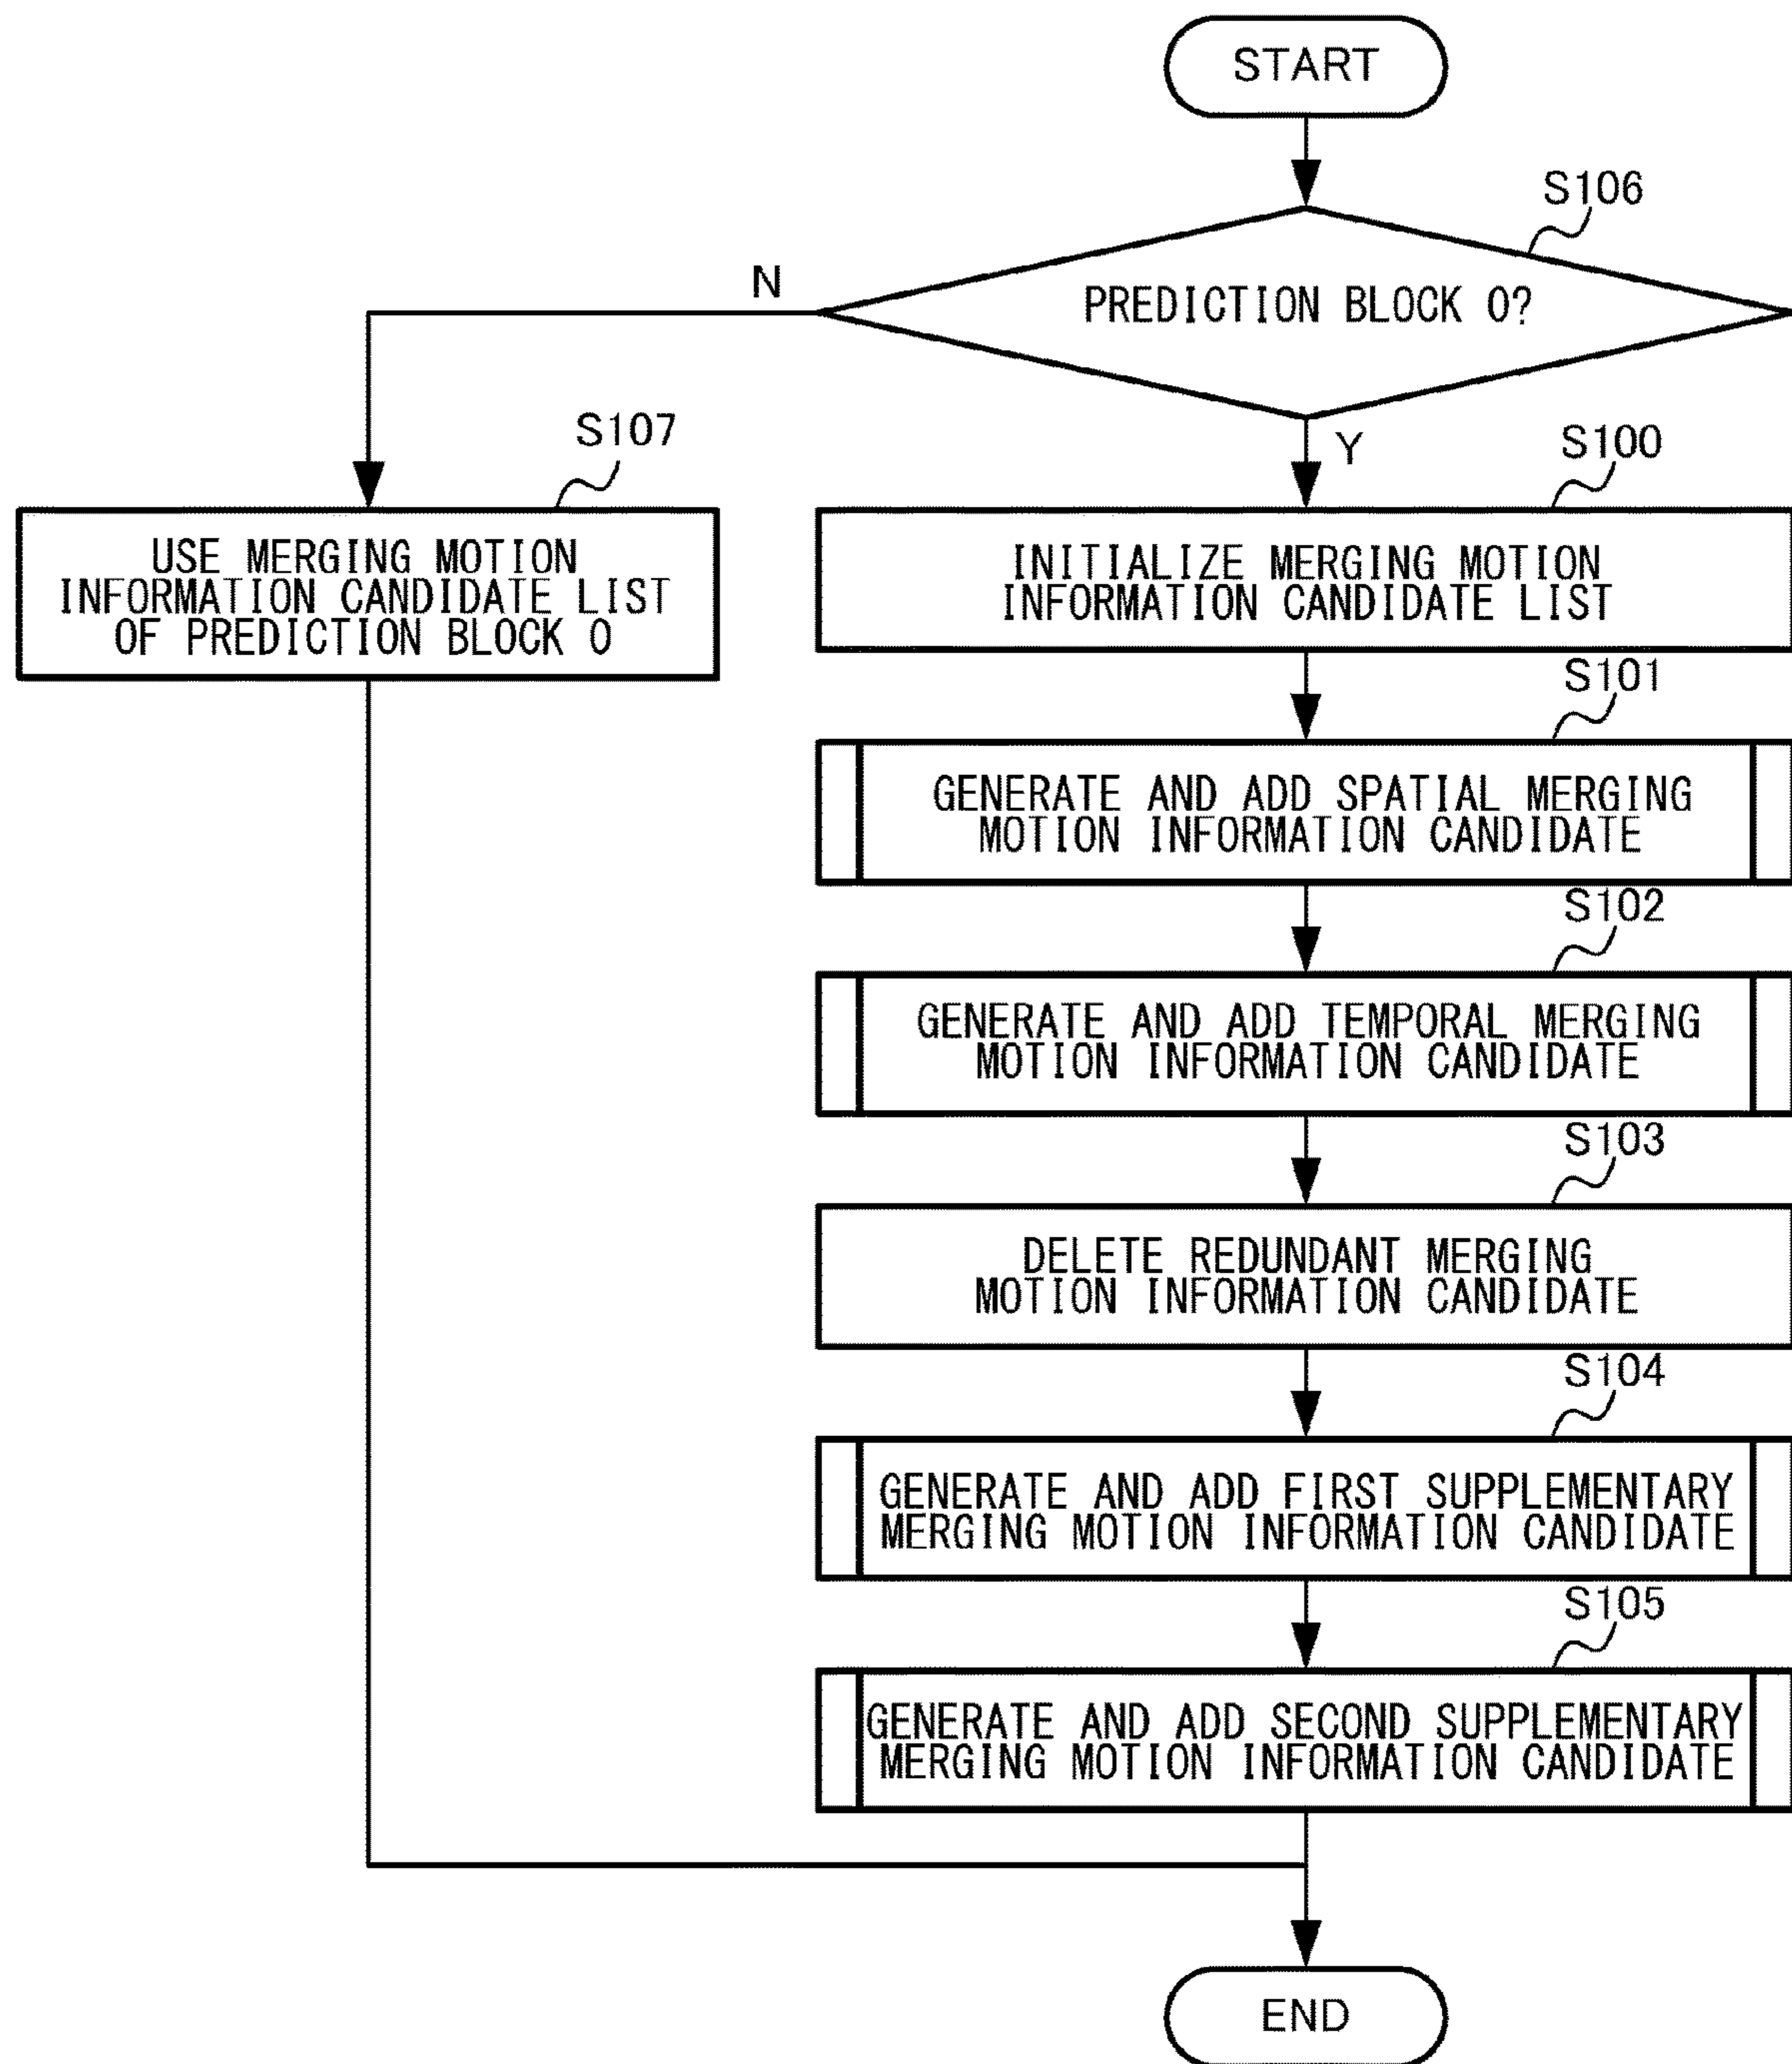 START
S106
PREDICTION BLOCK 0?
N
Y
S107
USE MERGING MOTION
INFORMATION CANDIDATE LIST
OF PREDICTION BLOCK 0
S100
INITIALIZE MERGING MOTION
INFORMATION CANDIDATE LIST
S101
GENERATE AND ADD SPATIAL MERGING
MOTION INFORMATION CANDIDATE
S102
GENERATE AND ADD TEMPORAL MERGING
MOTION INFORMATION CANDIDATE
S103
DELETE REDUNDANT MERGING
MOTION INFORMATION CANDIDATE
S104
GENERATE AND ADD FIRST SUPPLEMENTARY
MERGING MOTION INFORMATION CANDIDATE
S105
GENERATE AND ADD SECOND SUPPLEMENTARY
MERGING MOTION INFORMATION CANDIDATE
END